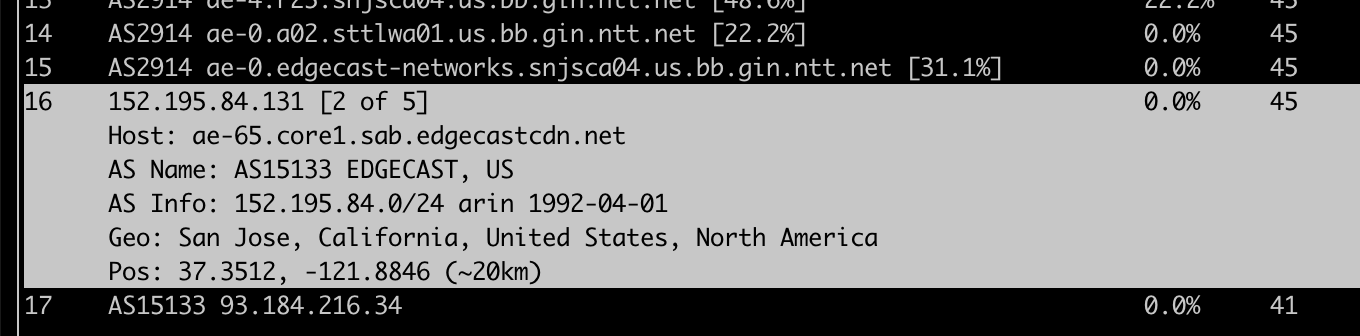 13 AS2914 ae-4.r25.snjsca04.us.bb.gin.ntt.net [48.6%] 22.2% 45
14 AS2914 ae-0.a02.sttlwa01.us.bb.gin.ntt.net [22.2%] 0.0% 45
15 AS2914 ae-0.edgecast-networks.snjsca04.us.bb.gin.ntt.net [31.1%] 0.0% 45
16 152.195.84.131 [2 of 5] 0.0% 45
Host: ae-65.core1.sab.edgecastcdn.net
AS Name: AS15133 EDGECAST, US
AS Info: 152.195.84.0/24 arin 1992-04-01
Geo: San Jose, California, United States, North America
Pos: 37.3512, -121.8846 (~20km)
17 AS15133 93.184.216.34 0.0% 41